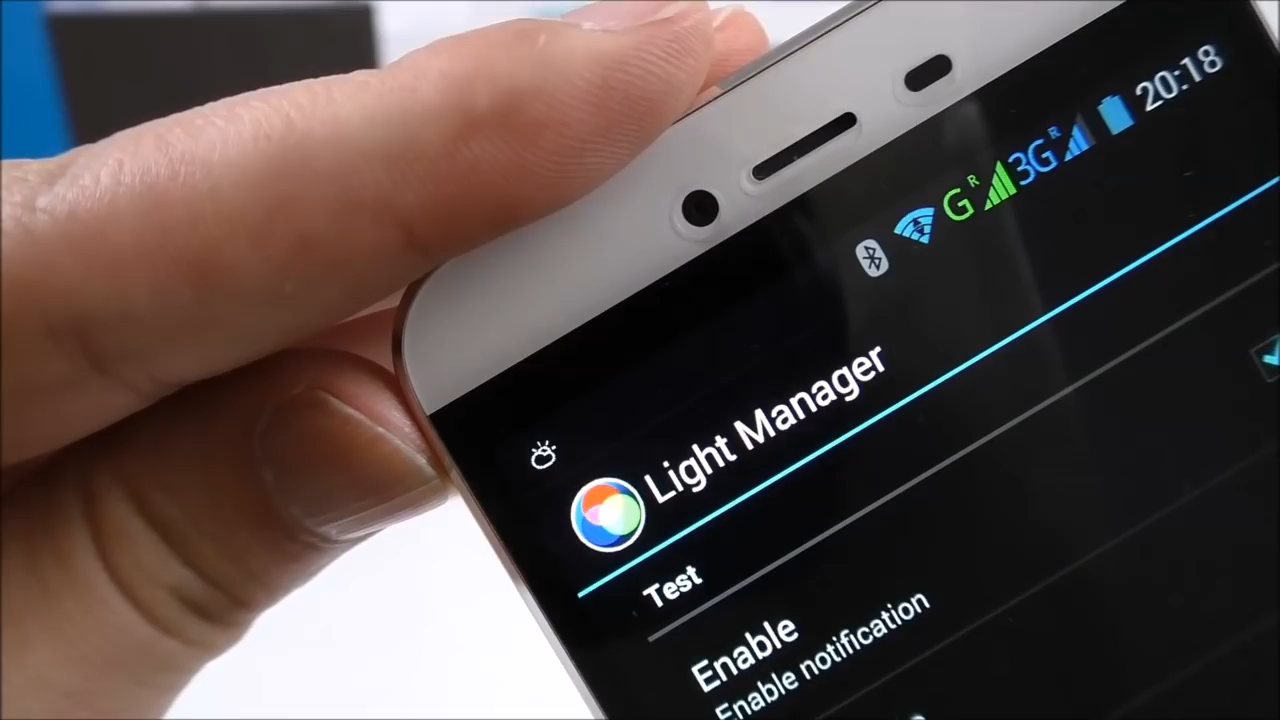 G R 3G R 20:18
Light Manager
Test
Enable
Enable notification